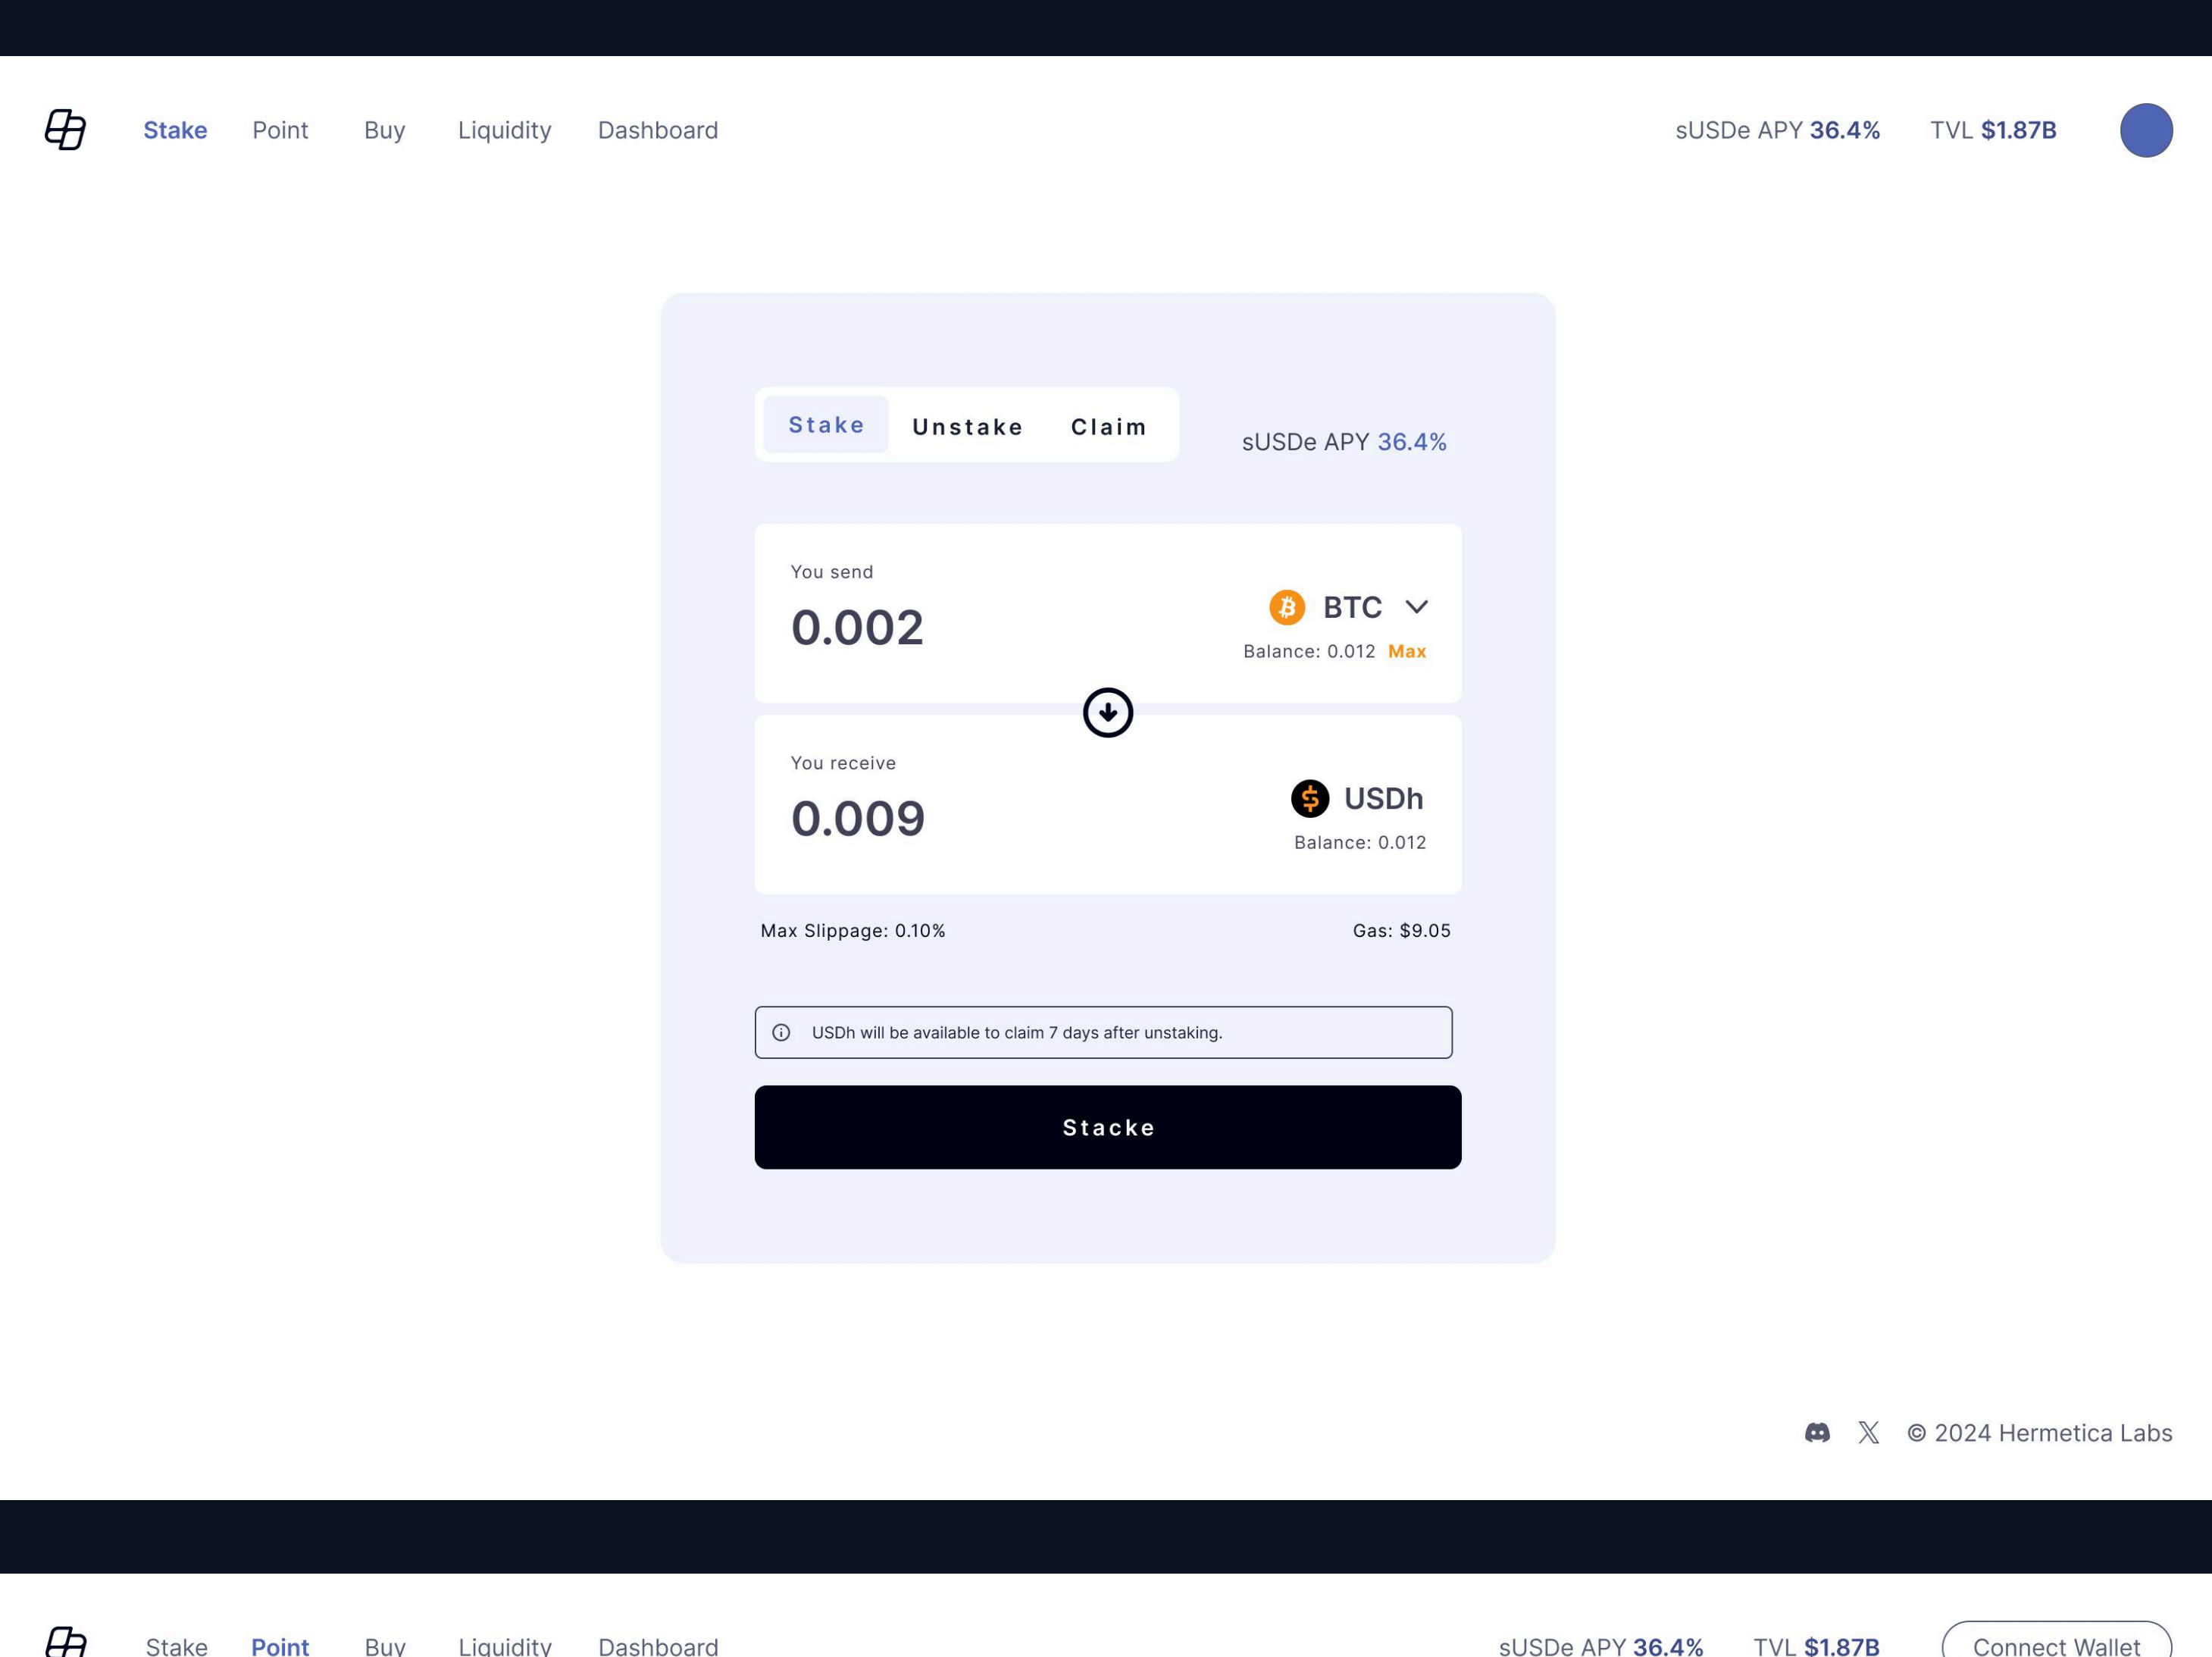 Stake Point Buy Liquidity Dashboard sUSDe APY 36.4% TVL $1.87B
Stake Unstake Claim
sUSDe APY 36.4%
You send
0.002
BTC
Balance: 0.012 Max
You receive
0.009
USDh
Balance: 0.012
Max Slippage: 0.10% Gas: $9.05
USDh will be available to claim 7 days after unstaking.
Stacke
© 2024 Hermetica Labs
Stake Point Buy Liquidity Dashboard sUSDe APY 36.4% TVL $1.87B Connect Wallet